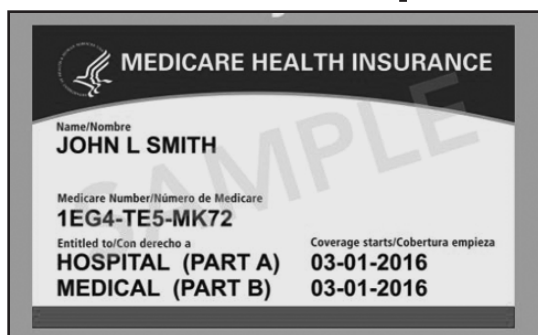 MEDICARE HEALTH INSURANCE
Name/Nombre
JOHN L SMITH
Medicare Number/Número de Medicare
1EG4-TE5-MK72
Entitled to/Con derecho a Coverage starts/Cobertura empieza
HOSPITAL (PART A) 03-01-2016
MEDICAL (PART B) 03-01-2016
SAMPLE